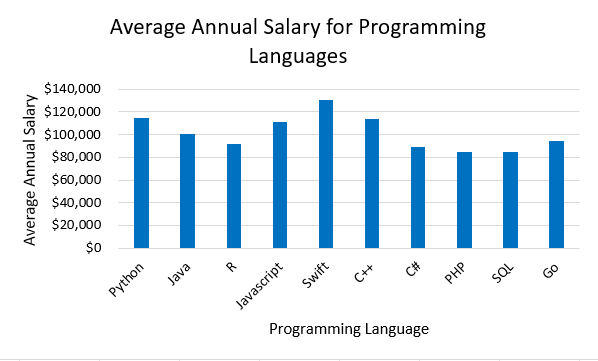 Average Annual Salary for Programming
Languages
Average Annual Salary
$140,000
$120,000
$100,000
$80,000
$60,000
$40,000
$20,000
$0
Python
Java
R
Javascript
Swift
C++
C#
PHP
SQL
Go
Programming Language